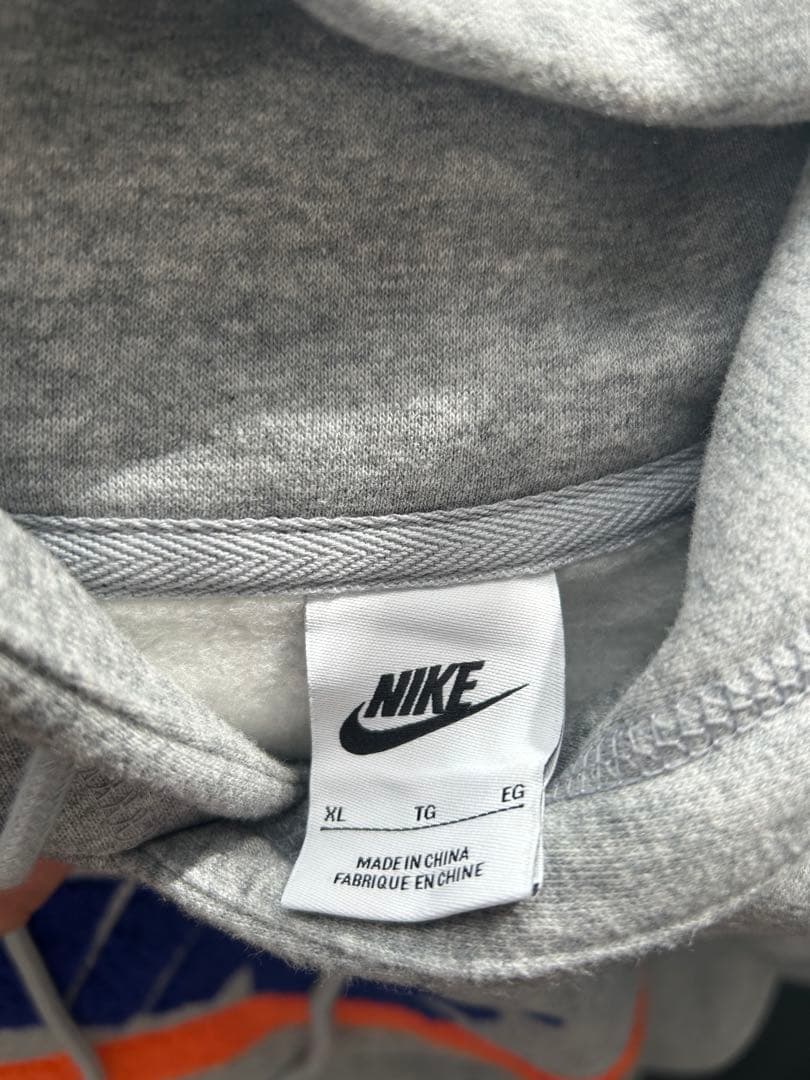 NIKE
XL TG EG
MADE IN CHINA
FABRIQUE EN CHINE